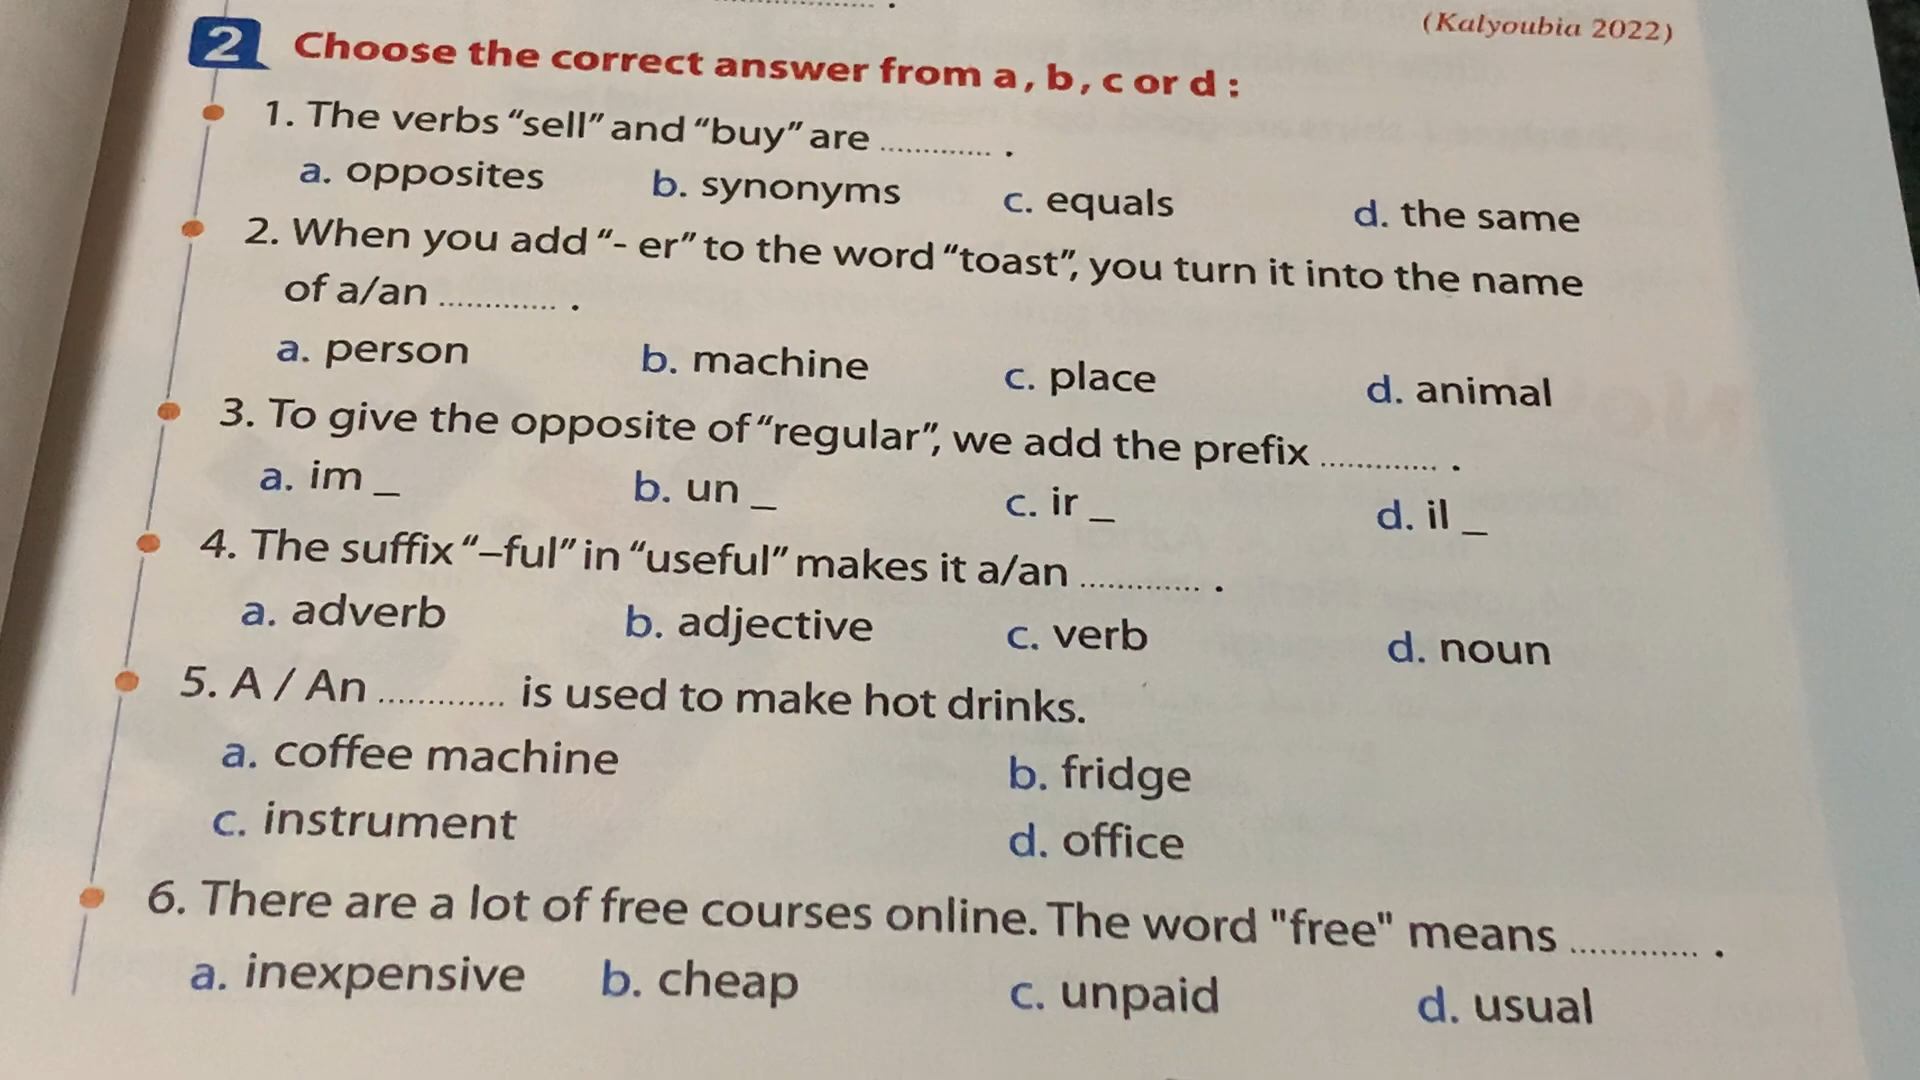 (Kalyoubia 2022)
2 Choose the correct answer from a, b, c or d :
1. The verbs “sell” and “buy” are ............. .
a. opposites b. synonyms c. equals d. the same
2. When you add “- er” to the word “toast”, you turn it into the name
of a/an ............. .
a. person b. machine c. place d. animal
3. To give the opposite of “regular”, we add the prefix ............. .
a. im _ b. un _ c. ir _ d. il _
4. The suffix “–ful” in “useful” makes it a/an ............. .
a. adverb b. adjective c. verb d. noun
5. A / An ............. is used to make hot drinks.
a. coffee machine b. fridge
c. instrument d. office
6. There are a lot of free courses online. The word "free" means ............. .
a. inexpensive b. cheap c. unpaid d. usual